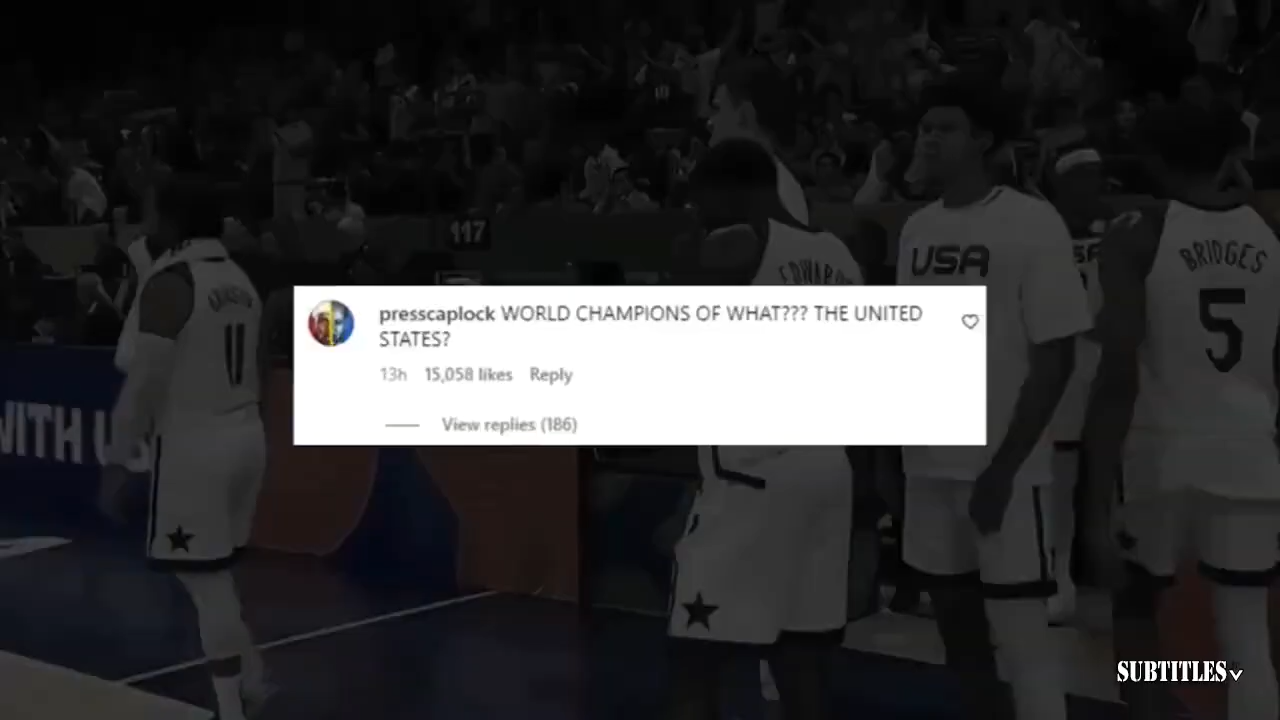 117
USA
BRIDGES
5
11
WITH
presscaplock WORLD CHAMPIONS OF WHAT??? THE UNITED
STATES?
13h 15,058 likes Reply
View replies (186)
SUBTITLES